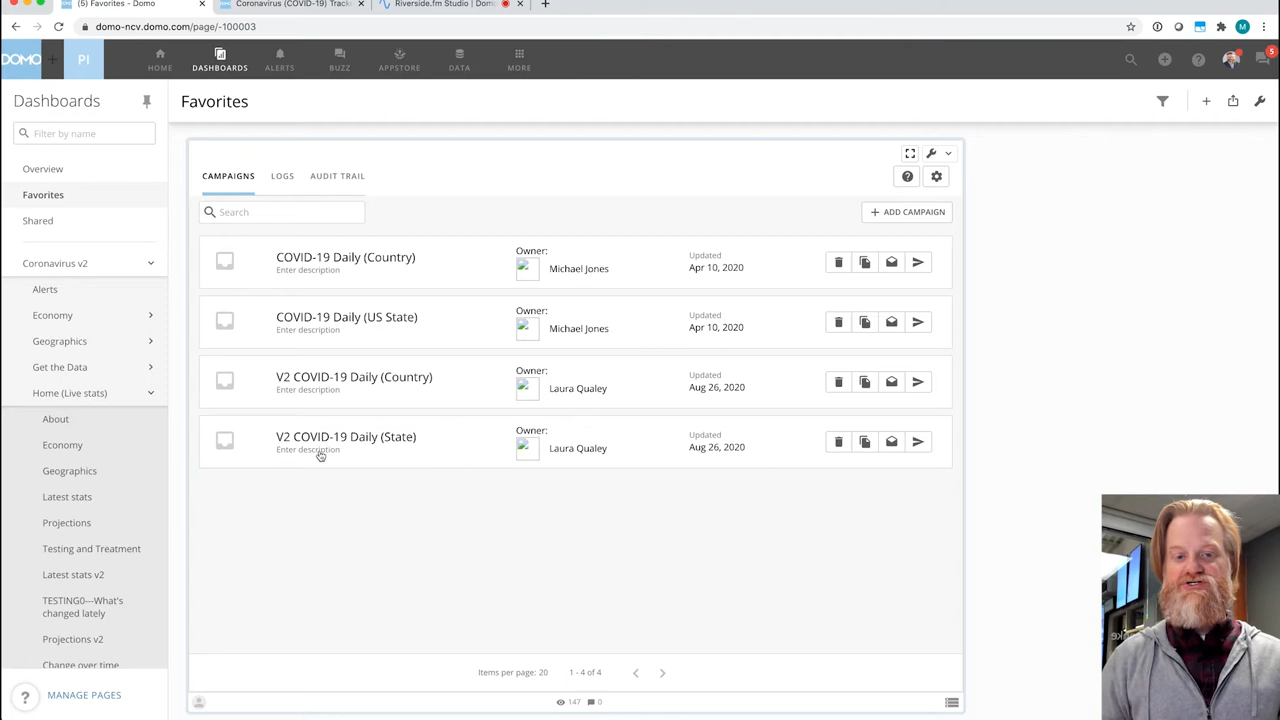 (5) Favorites - Domo
Coronavirus (COVID-19) Track
Riverside.fm Studio | Dom
domo-ncv.domo.com/page/-100003
M
DOMO
PI
HOME
DASHBOARDS
ALERTS
BUZZ
APPSTORE
DATA
MORE
5
Dashboards
Filter by name
Overview
Favorites
Shared
Coronavirus v2
Alerts
Economy
Geographics
Get the Data
Home (Live stats)
About
Economy
Geographics
Latest stats
Projections
Testing and Treatment
Latest stats v2
TESTING0---What's
changed lately
Projections v2
Change over time
MANAGE PAGES
Favorites
CAMPAIGNS
LOGS
AUDIT TRAIL
Search
ADD CAMPAIGN
COVID-19 Daily (Country)
Enter description
Owner:
Michael Jones
Updated
Apr 10, 2020
COVID-19 Daily (US State)
Enter description
Owner:
Michael Jones
Updated
Apr 10, 2020
V2 COVID-19 Daily (Country)
Enter description
Owner:
Laura Qualey
Updated
Aug 26, 2020
V2 COVID-19 Daily (State)
Enter description
Owner:
Laura Qualey
Updated
Aug 26, 2020
Items per page: 20
1 - 4 of 4
147
0